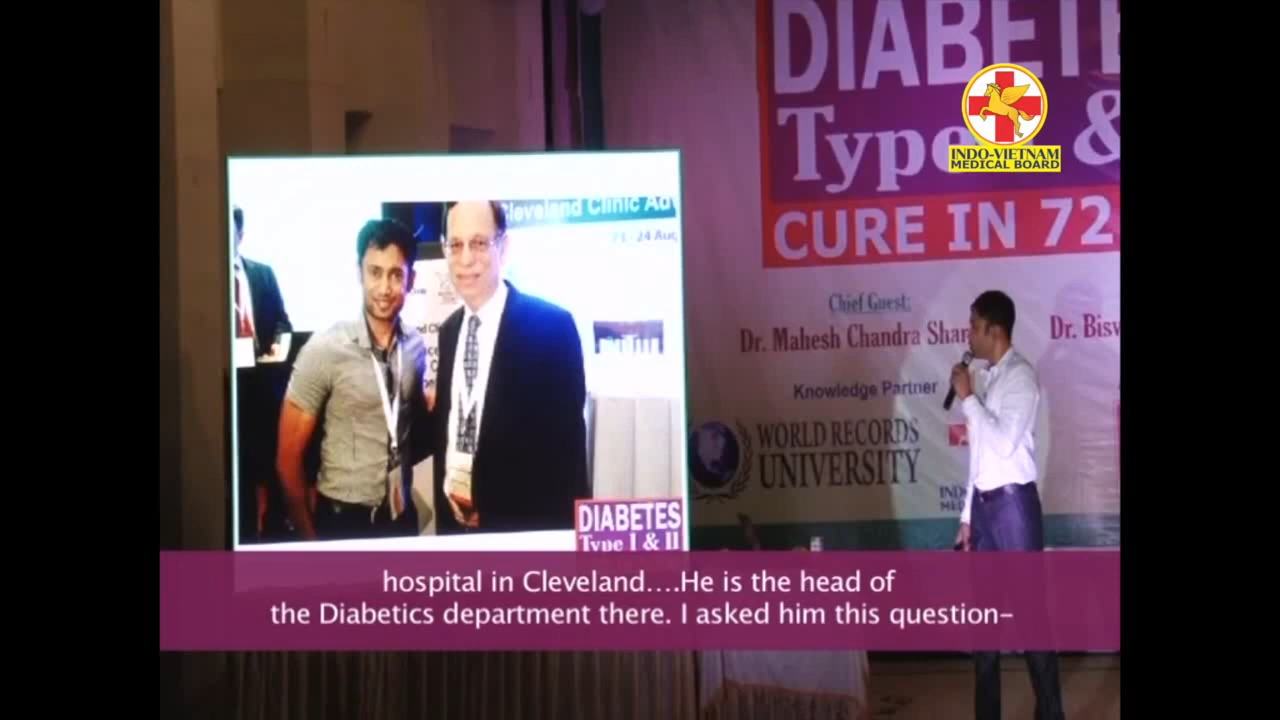 DIABETE
Type I &
CURE IN 72
INDO-VIETNAM
MEDICAL BOARD
Cleveland Clinic Ad
- 24 Aug
Chief Guest:
Dr. Mahesh Chandra Shar
Dr. Bisw
Knowledge Partner
WORLD RECORDS
UNIVERSITY
DIABETES
Type I & II
hospital in Cleveland....He is the head of
the Diabetics department there. I asked him this question-